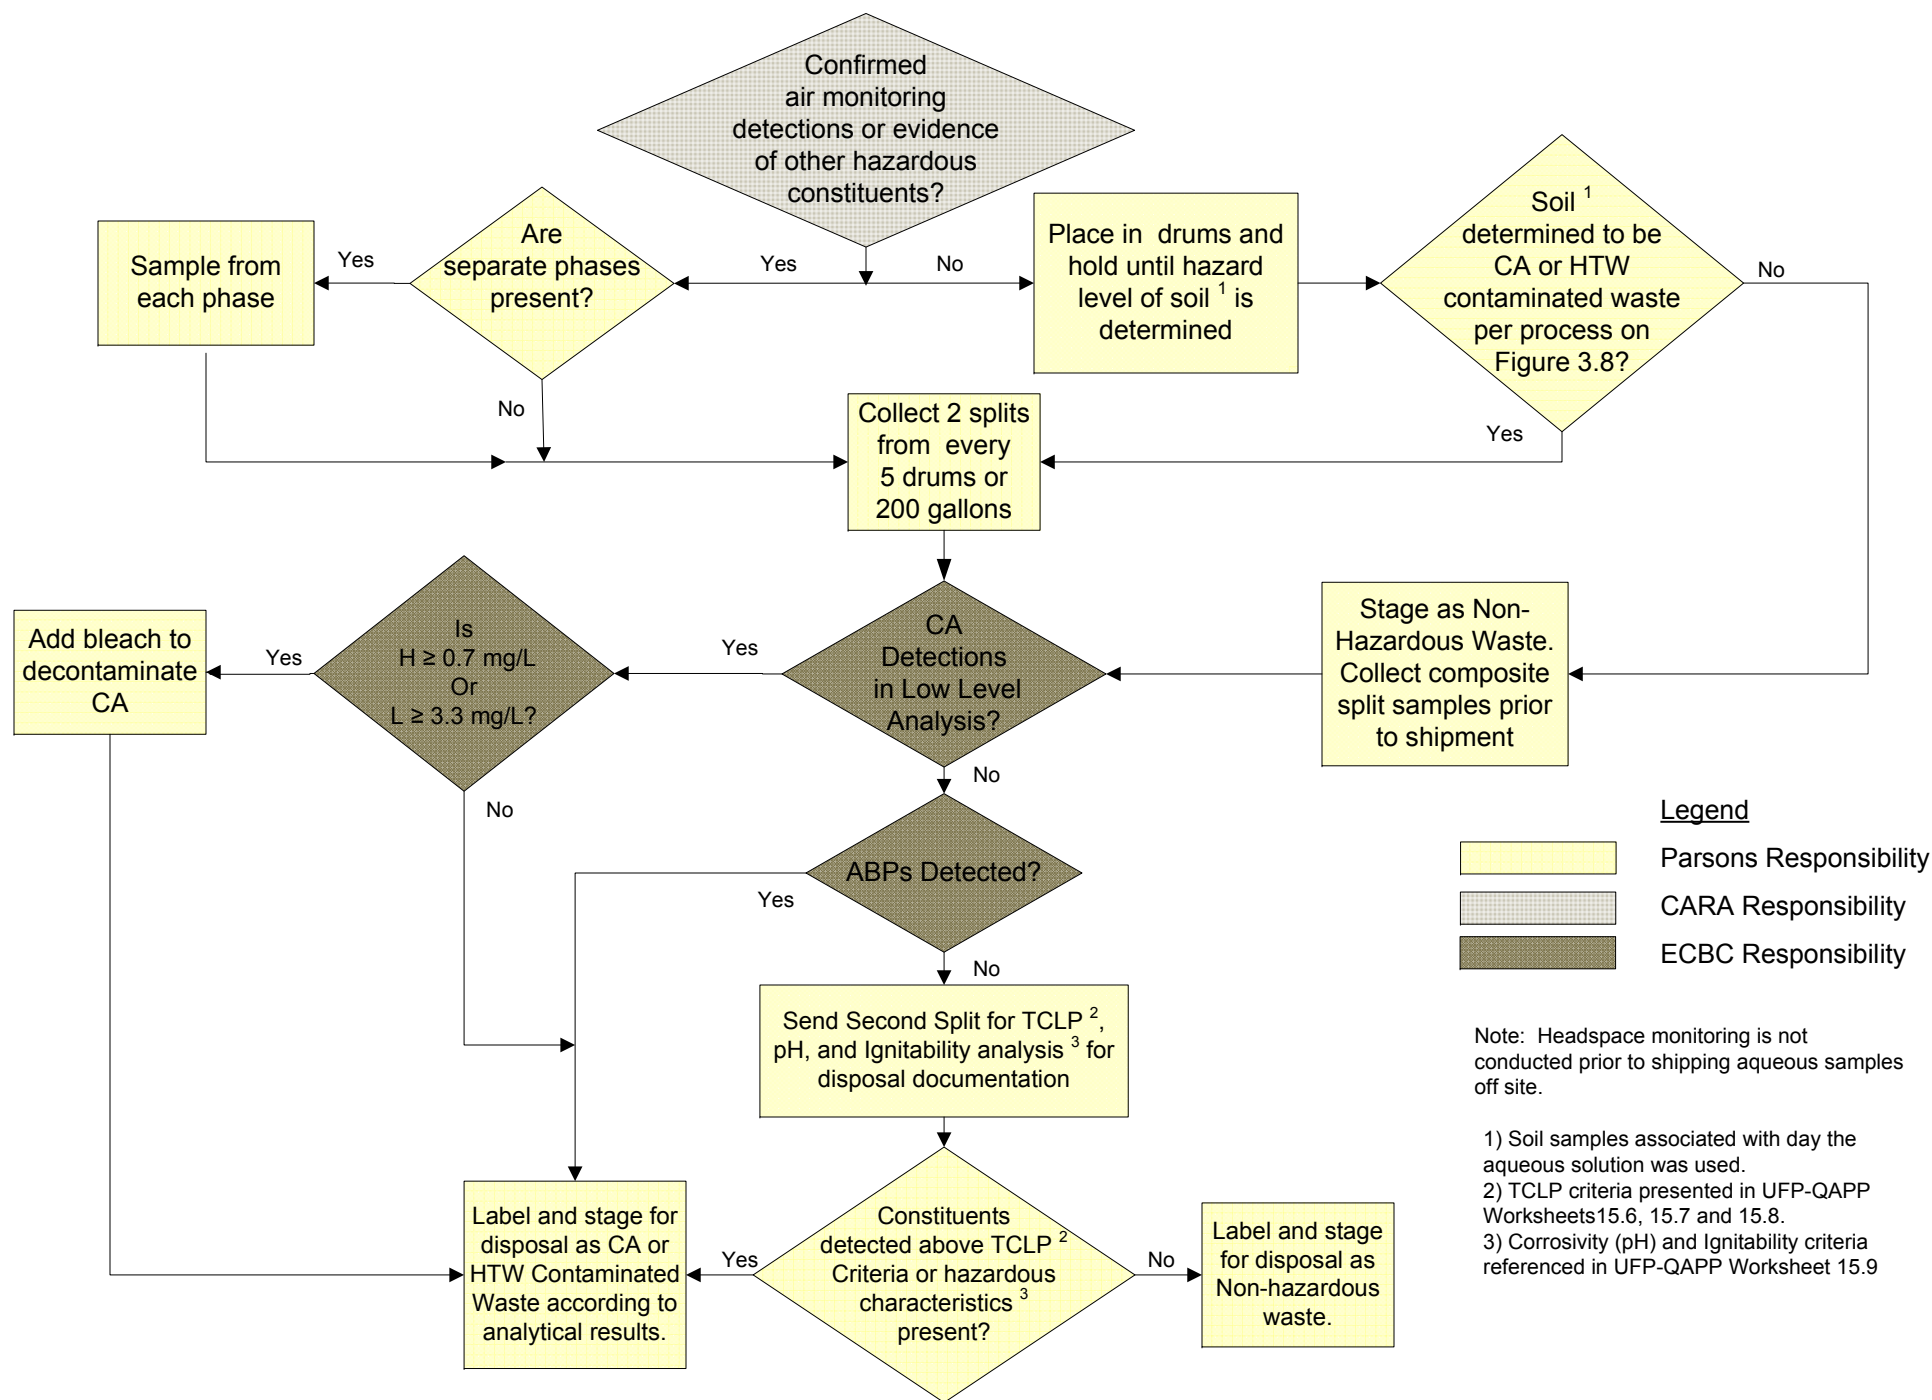 Confirmed
air monitoring
detections or evidence
of other hazardous
constituents?
Are
separate phases
present?
Yes
Sample from
each phase
Yes
No
Place in drums and
hold until hazard
level of soil 1 is
determined
Soil 1
determined to be
CA or HTW
contaminated waste
per process on
Figure 3.8?
No
No
Yes
Collect 2 splits
from every
5 drums or
200 gallons
Add bleach to
decontaminate
CA
Yes
Is
H ≥ 0.7 mg/L
Or
L ≥ 3.3 mg/L?
Yes
CA
Detections
in Low Level
Analysis?
Stage as Non-
Hazardous Waste.
Collect composite
split samples prior
to shipment
No
No
ABPs Detected?
Yes
No
Send Second Split for TCLP 2,
pH, and Ignitability analysis 3 for
disposal documentation
Label and stage for
disposal as CA or
HTW Contaminated
Waste according to
analytical results.
Yes
Constituents
detected above TCLP 2
Criteria or hazardous
characteristics 3
present?
No
Label and stage
for disposal as
Non-hazardous
waste.
Legend
Parsons Responsibility
CARA Responsibility
ECBC Responsibility
Note: Headspace monitoring is not
conducted prior to shipping aqueous samples
off site.
1) Soil samples associated with day the
aqueous solution was used.
2) TCLP criteria presented in UFP-QAPP
Worksheets15.6, 15.7 and 15.8.
3) Corrosivity (pH) and Ignitability criteria
referenced in UFP-QAPP Worksheet 15.9